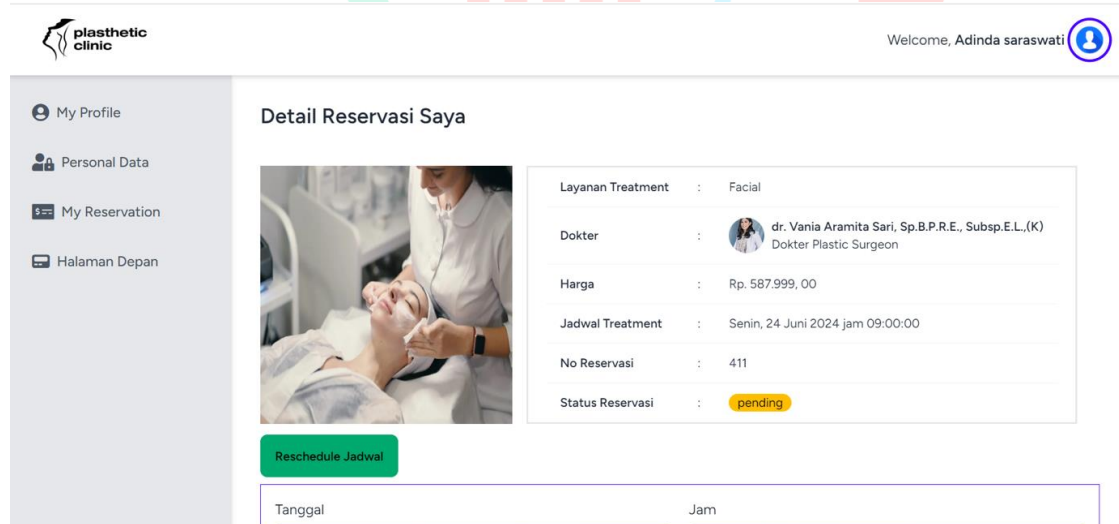 plasthetic
clinic
Welcome, Adinda saraswati
My Profile
Personal Data
My Reservation
Halaman Depan
Detail Reservasi Saya
Layanan Treatment : Facial
Dokter : dr. Vania Aramita Sari, Sp.B.P.R.E., Subsp.E.L.,(K)
Dokter Plastic Surgeon
Harga : Rp. 587.999, 00
Jadwal Treatment : Senin, 24 Juni 2024 jam 09:00:00
No Reservasi : 411
Status Reservasi : pending
Reschedule Jadwal
Tanggal Jam